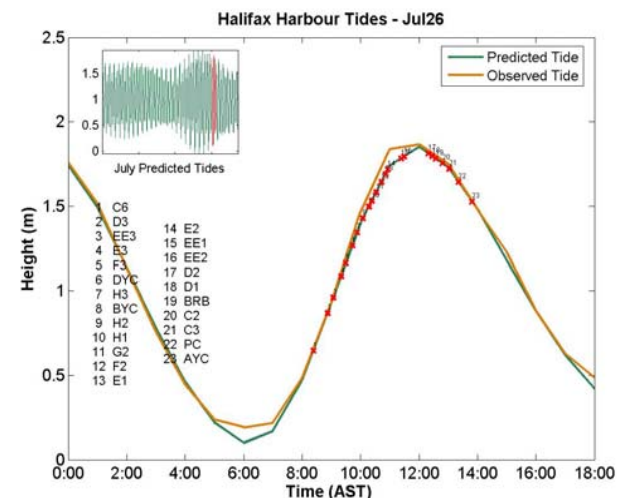 Halifax Harbour Tides - Jul26
2.5
2
1.5
1
0.5
0
Height (m)
1.5
1
0.5
0
July Predicted Tides
Predicted Tide
Observed Tide
1 C6
2 D3
3 EE3
4 E3
5 F3
6 DYC
7 H3
8 BYC
9 H2
10 H1
11 G2
12 F2
13 E1
14 E2
15 EE1
16 EE2
17 D2
18 D1
19 BRB
20 C2
21 C3
22 PC
23 AYC
17
21
22
23
0:00 2:00 4:00 6:00 8:00 10:00 12:00 14:00 16:00 18:00
Time (AST)